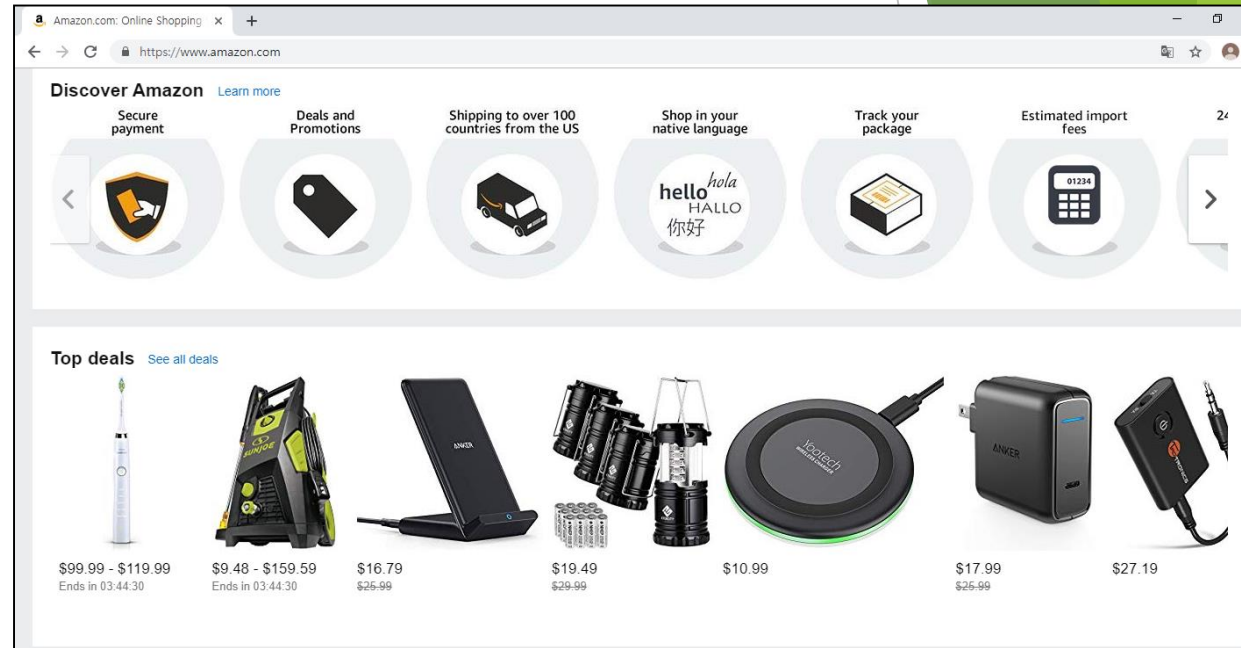 Amazon.com: Online Shopping
https://www.amazon.com
Discover Amazon Learn more
Secure
payment
Deals and
Promotions
Shipping to over 100
countries from the US
Shop in your
native language
Track your
package
Estimated import
fees
24
hello hola
HALLO
你好
01234
Top deals See all deals
SUNJOE
ANKER
Yootech
WIRELESS CHARGER
ANKER
$99.99 - $119.99
Ends in 03:44:30
$9.48 - $159.59
Ends in 03:44:30
$16.79
$25.99
$19.49
$29.99
$10.99
$17.99
$25.99
$27.19